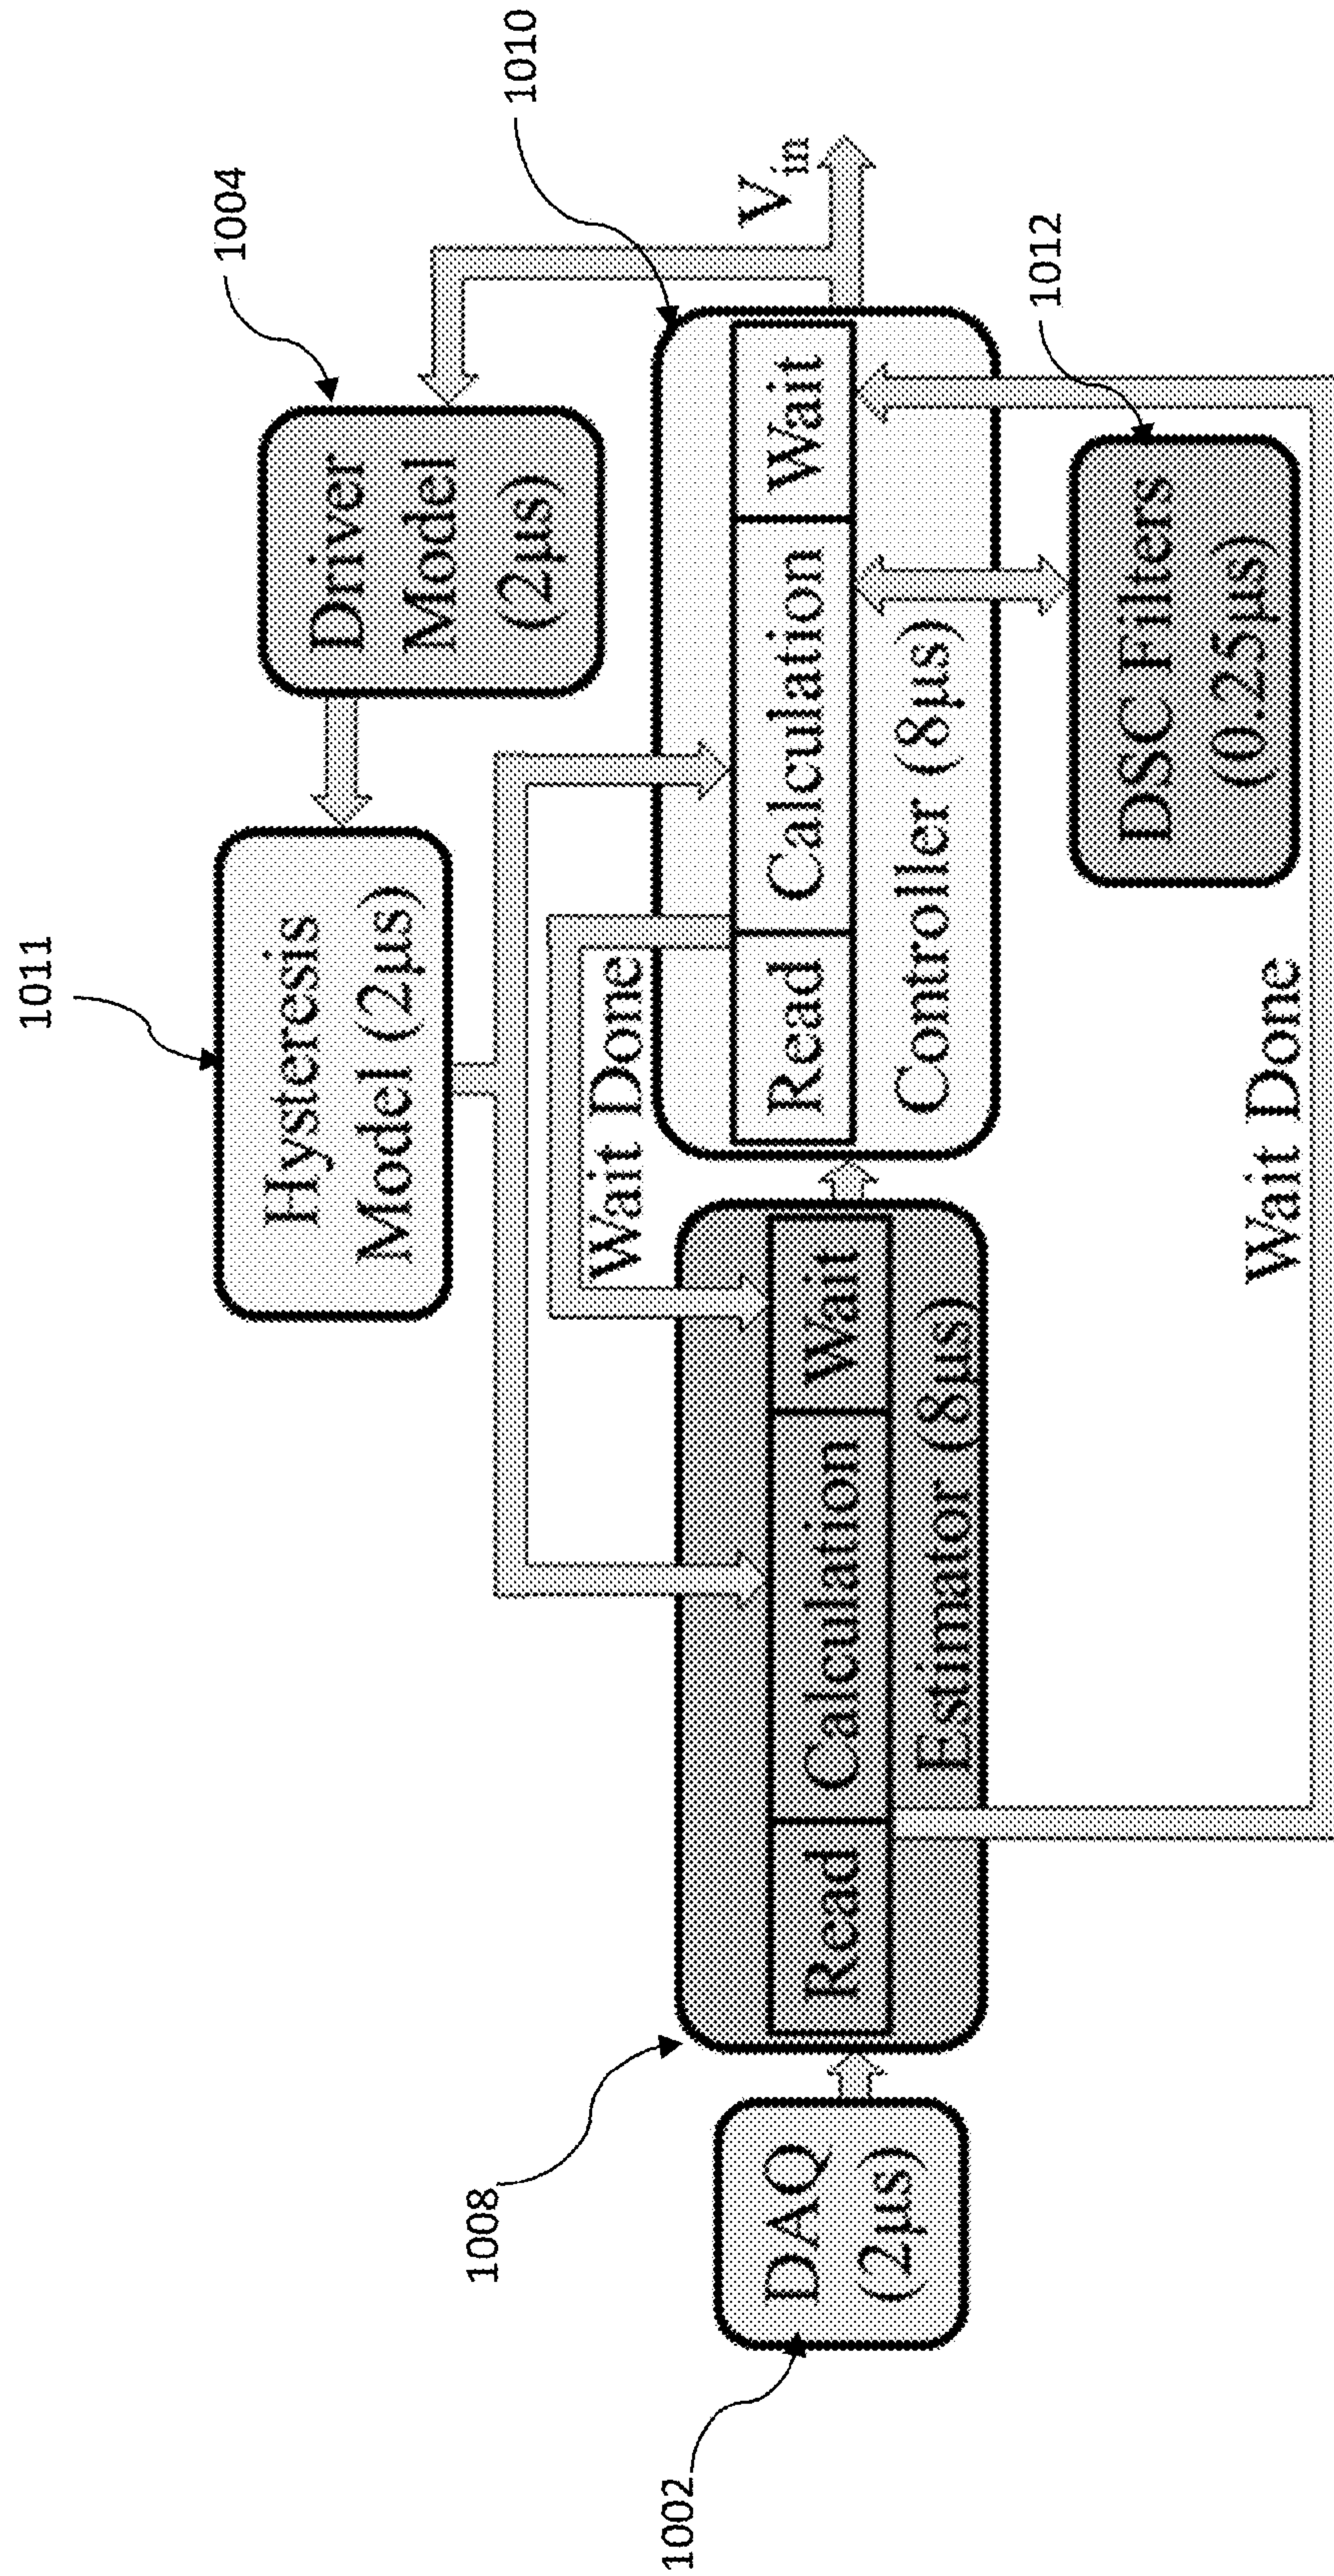 1011
Hysteresis
Model (2μs)
1004
Driver
Model
(2μs)
1010
V_in
Wait Done
1008
Read
Calculation
Wait
Estimator (8μs)
Read
Calculation
Wait
Controller (8μs)
1002
DAQ
(2μs)
1012
DSC Filters
(0.25μs)
Wait Done